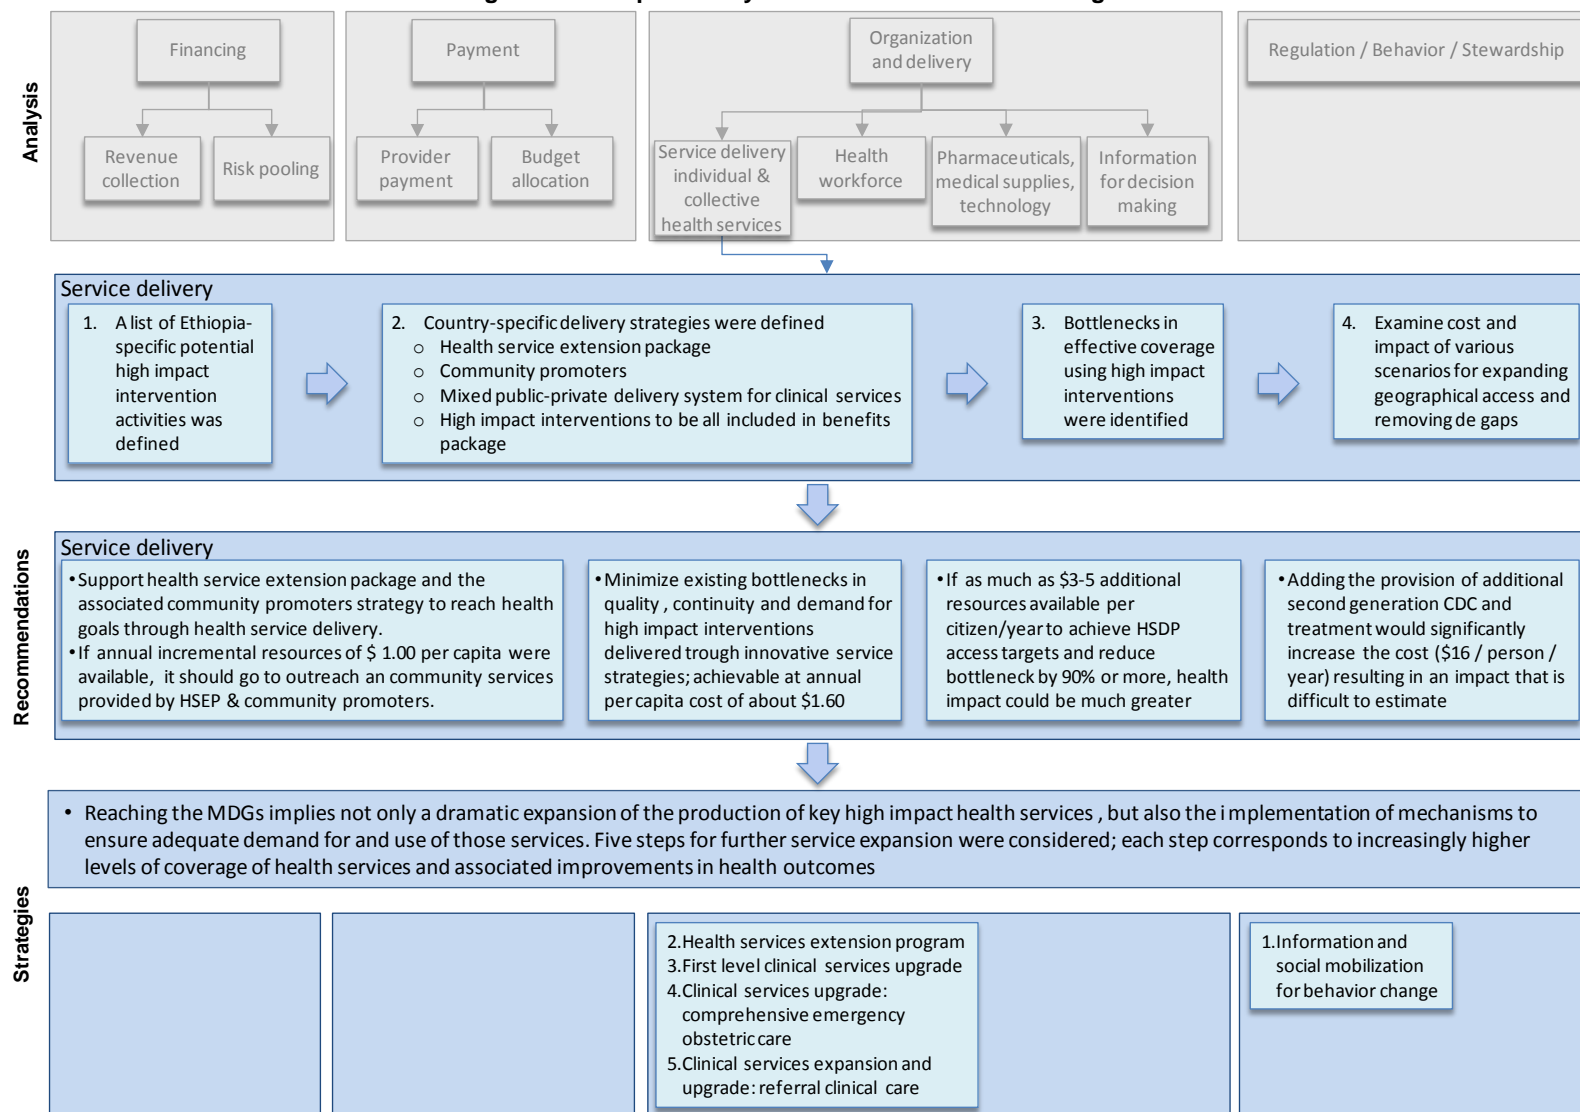 Analysis
Financing
Revenue
collection
Risk pooling
Payment
Provider
payment
Budget
allocation
Organization
and delivery
Service delivery
individual &
collective
health services
Health
workforce
Pharmaceuticals,
medical supplies,
technology
Information
for decision
making
Regulation / Behavior / Stewardship
Service delivery
1. A list of Ethiopia-
specific potential
high impact
intervention
activities was
defined
2. Country-specific delivery strategies were defined
o Health service extension package
o Community promoters
o Mixed public-private delivery system for clinical services
o High impact interventions to be all included in benefits
package
3. Bottlenecks in
effective coverage
using high impact
interventions
were identified
4. Examine cost and
impact of various
scenarios for expanding
geographical access and
removing de gaps
Recommendations
Service delivery
• Support health service extension package and the
associated community promoters strategy to reach health
goals through health service delivery.
• If annual incremental resources of $ 1.00 per capita were
available, it should go to outreach an community services
provided by HSEP & community promoters.
• Minimize existing bottlenecks in
quality , continuity and demand for
high impact interventions
delivered trough innovative service
strategies; achievable at annual
per capita cost of about $1.60
• If as much as $3-5 additional
resources available per
citizen/year to achieve HSDP
access targets and reduce
bottleneck by 90% or more, health
impact could be much greater
• Adding the provision of additional
second generation CDC and
treatment would significantly
increase the cost ($16 / person /
year) resulting in an impact that is
difficult to estimate
Strategies
• Reaching the MDGs implies not only a dramatic expansion of the production of key high impact health services , but also the implementation of mechanisms to
ensure adequate demand for and use of those services. Five steps for further service expansion were considered; each step corresponds to increasingly higher
levels of coverage of health services and associated improvements in health outcomes
2.Health services extension program
3.First level clinical services upgrade
4.Clinical services upgrade:
comprehensive emergency
obstetric care
5.Clinical services expansion and
upgrade: referral clinical care
1.Information and
social mobilization
for behavior change